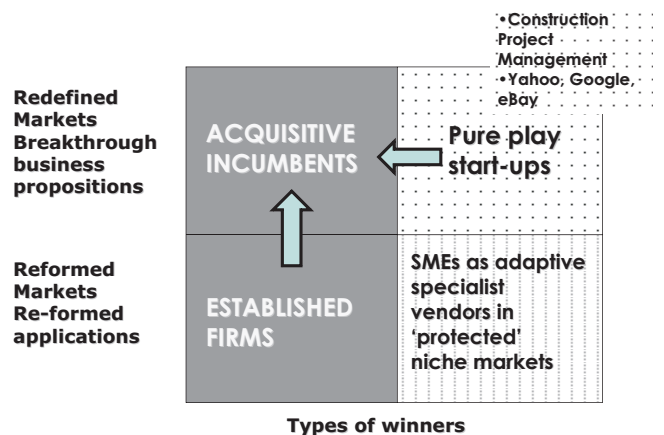 •Construction
Project
Management
•Yahoo, Google,
eBay
Redefined
Markets
Breakthrough
business
propositions
ACQUISITIVE
INCUMBENTS
Pure play
start-ups
Reformed
Markets
Re-formed
applications
ESTABLISHED
FIRMS
SMEs as adaptive
specialist
vendors in
‘protected’
niche markets
Types of winners